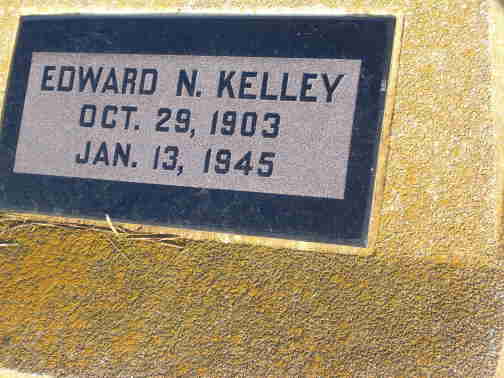 EDWARD N. KELLEY
OCT. 29, 1903
JAN. 13, 1945